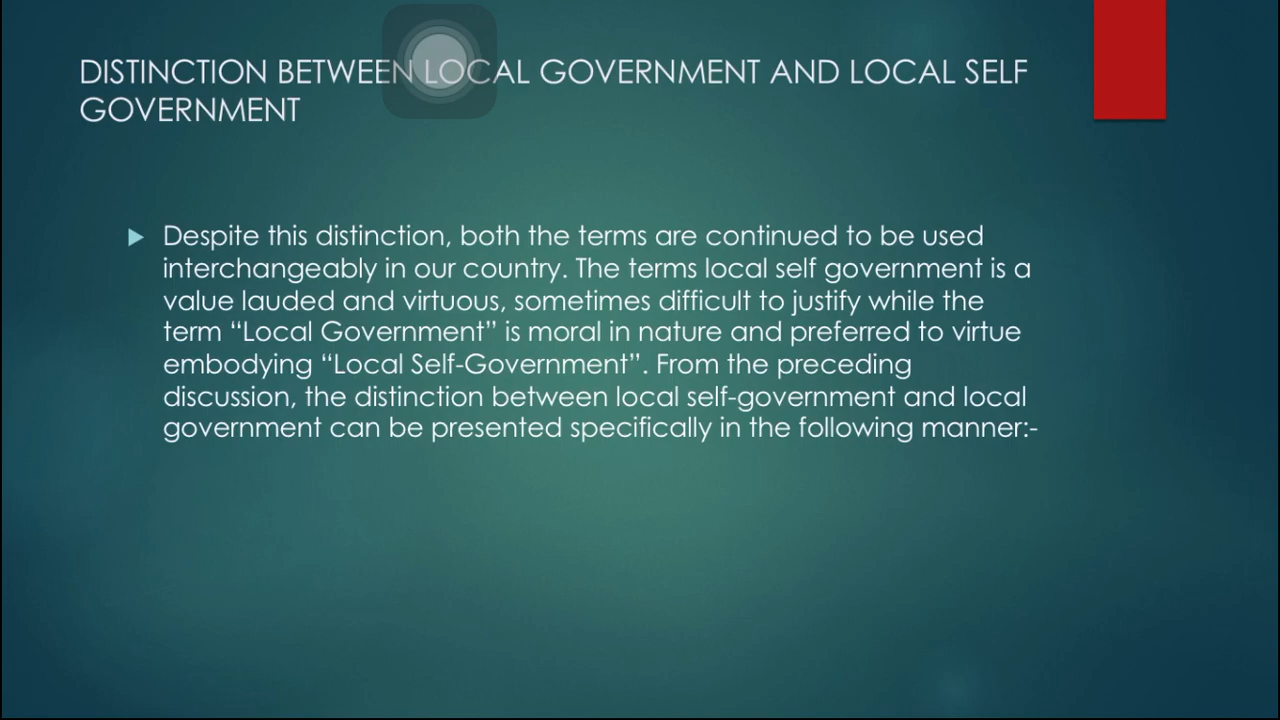 DISTINCTION BETWEEN LOCAL GOVERNMENT AND LOCAL SELF
GOVERNMENT
Despite this distinction, both the terms are continued to be used
interchangeably in our country. The terms local self government is a
value lauded and virtuous, sometimes difficult to justify while the
term “Local Government” is moral in nature and preferred to virtue
embodying “Local Self-Government”. From the preceding
discussion, the distinction between local self-government and local
government can be presented specifically in the following manner:-